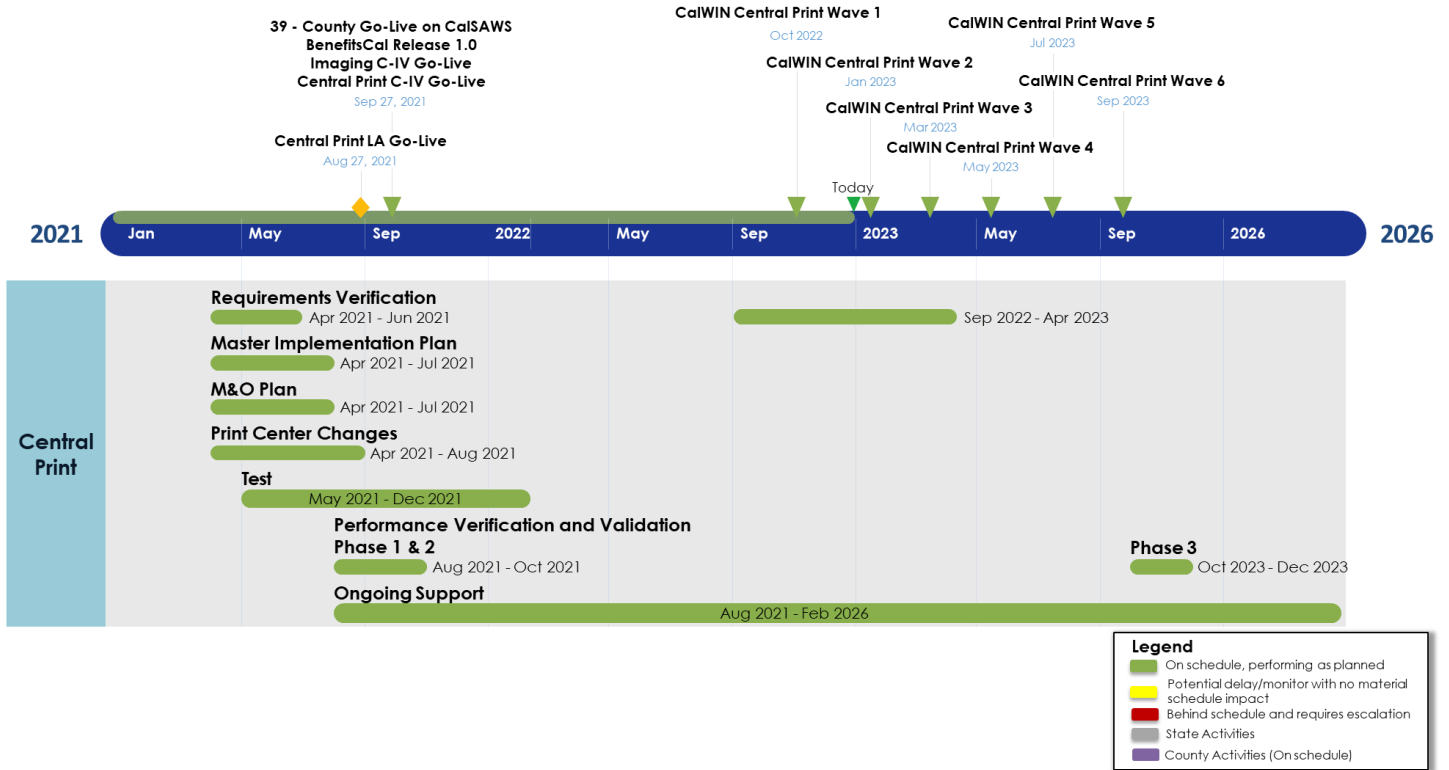 39 - County Go-Live on CalSAWS
BenefitsCal Release 1.0
Imaging C-IV Go-Live
Central Print C-IV Go-Live
Sep 27, 2021
Central Print LA Go-Live
Aug 27, 2021
CalWIN Central Print Wave 1
Oct 2022
CalWIN Central Print Wave 2
Jan 2023
CalWIN Central Print Wave 3
Mar 2023
CalWIN Central Print Wave 4
May 2023
CalWIN Central Print Wave 5
Jul 2023
CalWIN Central Print Wave 6
Sep 2023
Today
2021 Jan May Sep 2022 May Sep 2023 May Sep 2026 2026
Central
Print
Requirements Verification
Apr 2021 - Jun 2021
Sep 2022 - Apr 2023
Master Implementation Plan
Apr 2021 - Jul 2021
M&O Plan
Apr 2021 - Jul 2021
Print Center Changes
Apr 2021 - Aug 2021
Test
May 2021 - Dec 2021
Performance Verification and Validation
Phase 1 & 2
Aug 2021 - Oct 2021
Phase 3
Oct 2023 - Dec 2023
Ongoing Support
Aug 2021 - Feb 2026
Legend
On schedule, performing as planned
Potential delay/monitor with no material
schedule impact
Behind schedule and requires escalation
State Activities
County Activities (On schedule)